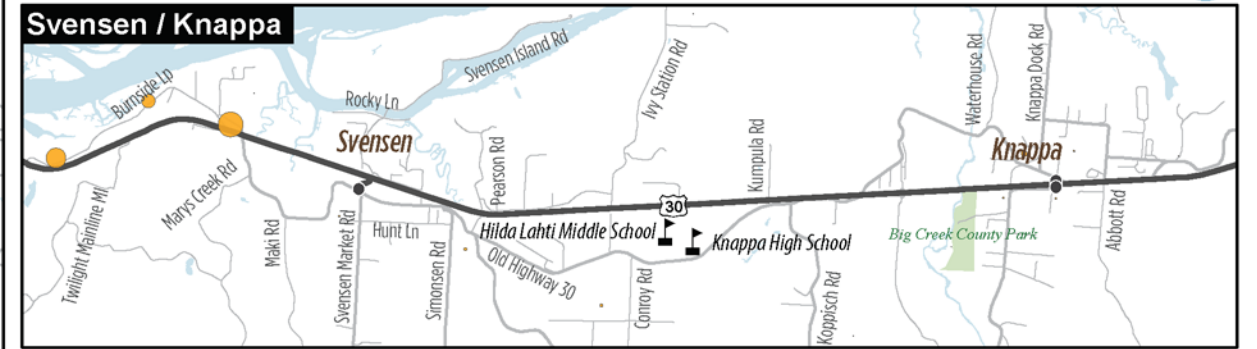 Svensen / Knappa
Burnside Lp
Svensen Island Rd
Rocky Ln
Ivy Station Rd
Waterhouse Rd
Knappa Dock Rd
Svensen
Knappa
Pearson Rd
Kumpula Rd
Marys Creek Rd
Twilight Mainline Ml
Maki Rd
Svensen Market Rd
Hunt Ln
Simonsen Rd
30
Hilda Lahti Middle School
Knappa High School
Old Highway 30
Conroy Rd
Koppisch Rd
Big Creek County Park
Abbott Rd